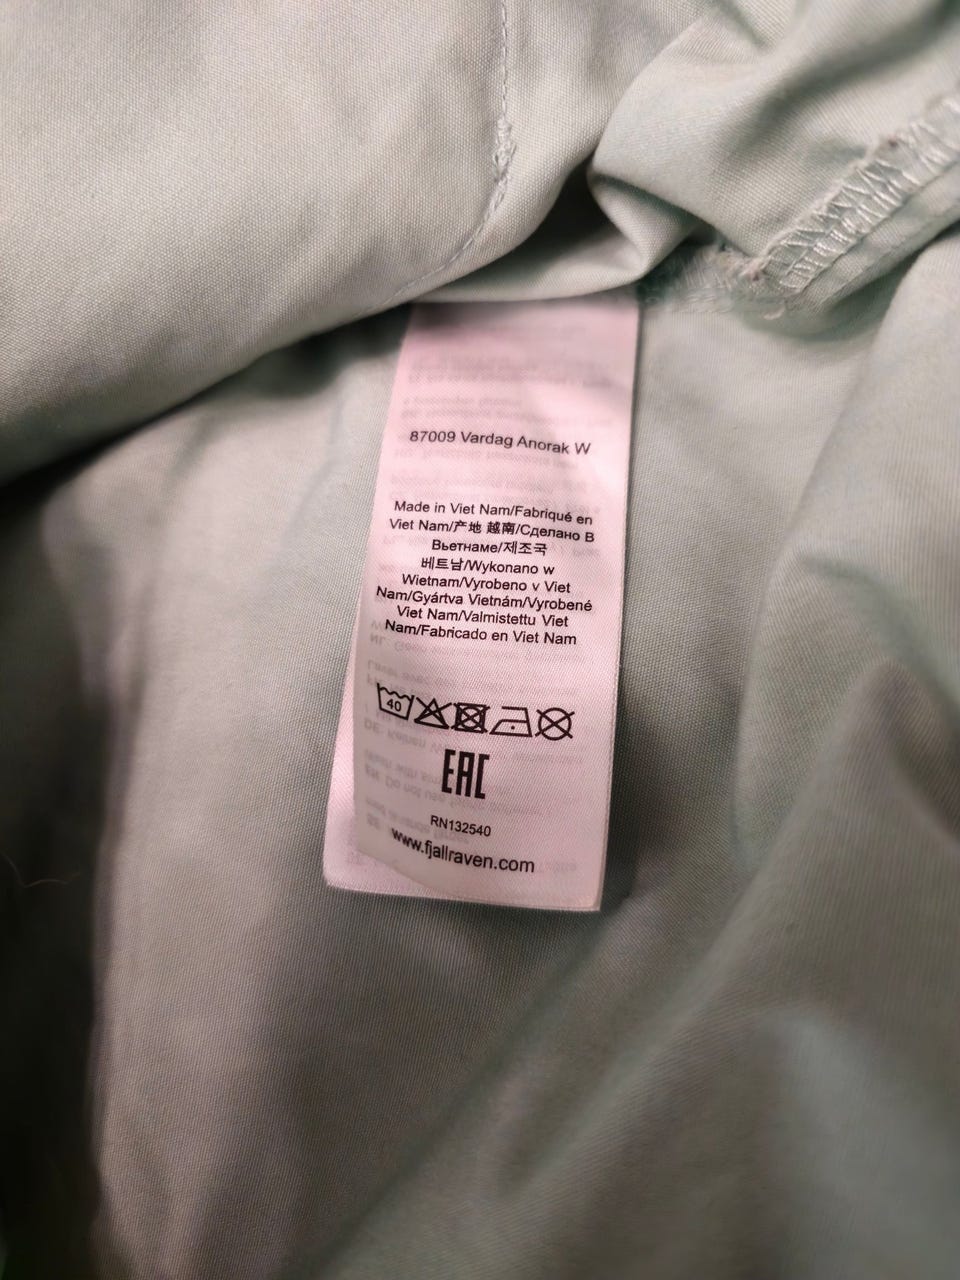 87009 Vardag Anorak W
Made in Viet Nam/Fabriqué en
Viet Nam/产地 越南/Сделано В
Вьетнаме/제조국
베트남/Wykonano w
Wietnam/Vyrobeno v Viet
Nam/Gyártva Vietnám/Vyrobené
Viet Nam/Valmistettu Viet
Nam/Fabricado en Viet Nam
40
EAC
RN132540
www.fjallraven.com